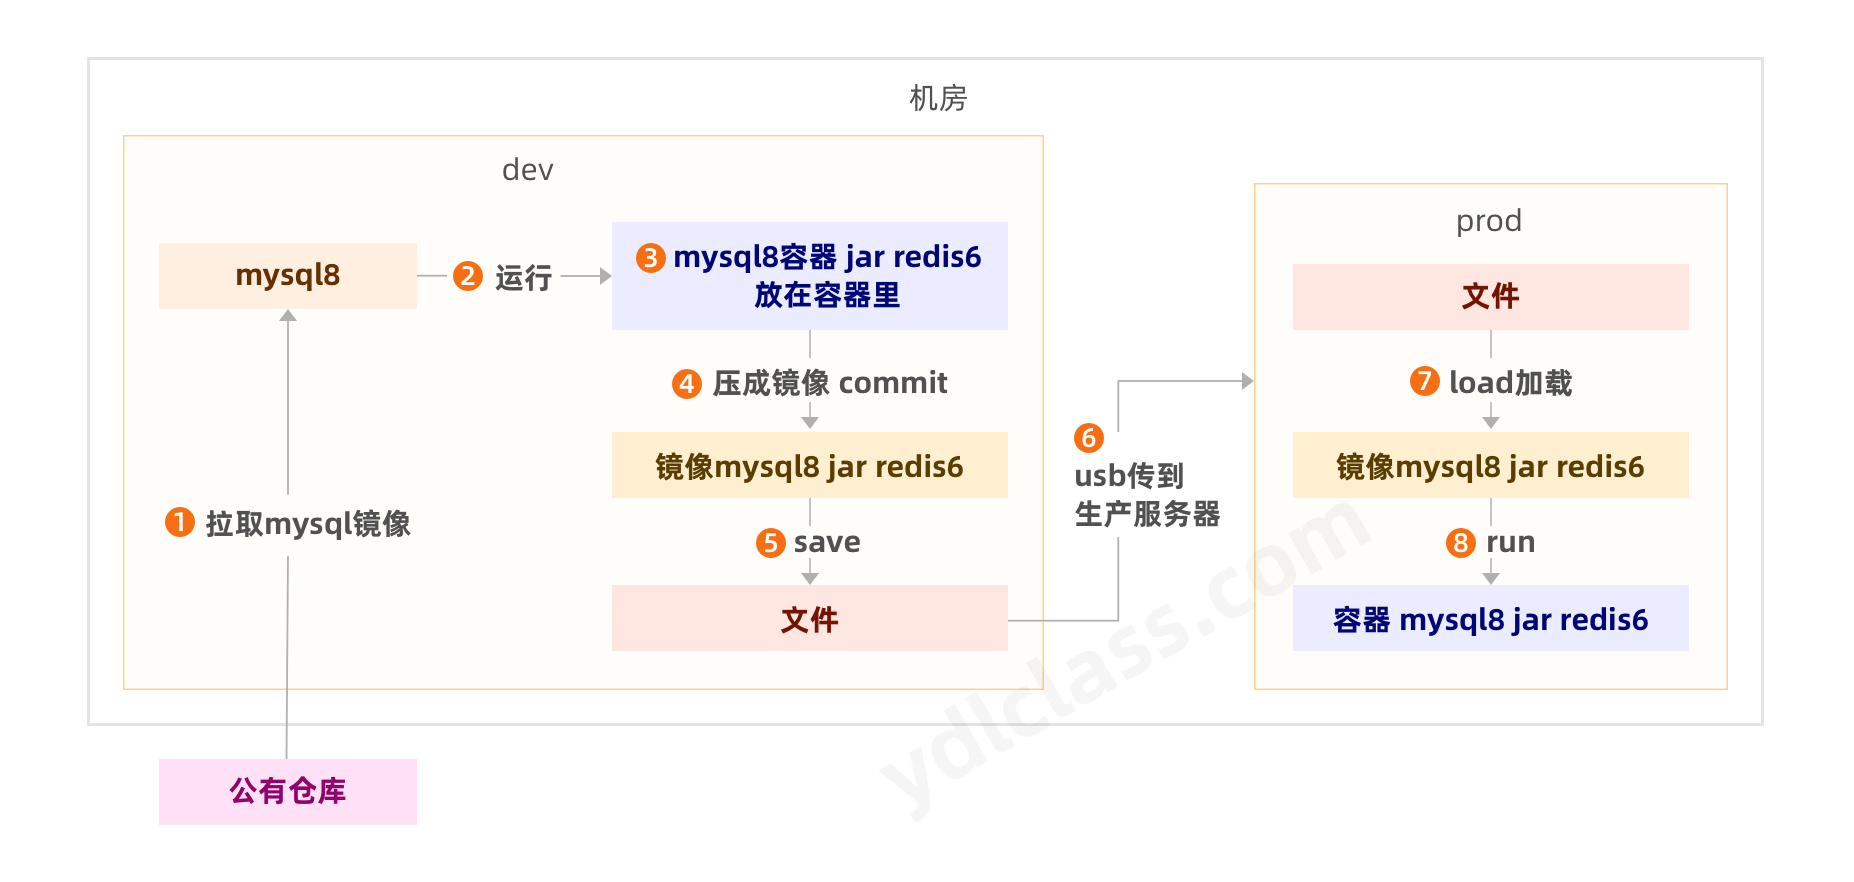 机房
dev
mysql8
2 运行
3 mysql8容器 jar redis6
放在容器里
4 压成镜像 commit
镜像mysql8 jar redis6
5 save
文件
1 拉取mysql镜像
公有仓库
6
usb传到
生产服务器
prod
文件
7 load加载
镜像mysql8 jar redis6
8 run
容器 mysql8 jar redis6
ydlclass.com